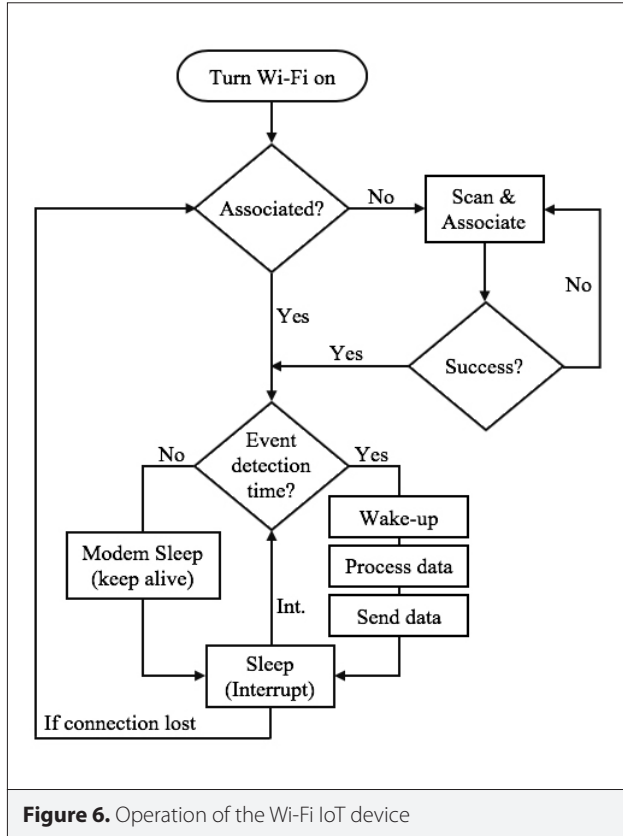 Turn Wi-Fi on
Associated?
No
Scan &
Associate
Yes
No
Yes
Success?
Event
detection
time?
No
Yes
Wake-up
Modem Sleep
(keep alive)
Process data
Send data
Int.
Sleep
(Interrupt)
If connection lost
Figure 6. Operation of the Wi-Fi IoT device